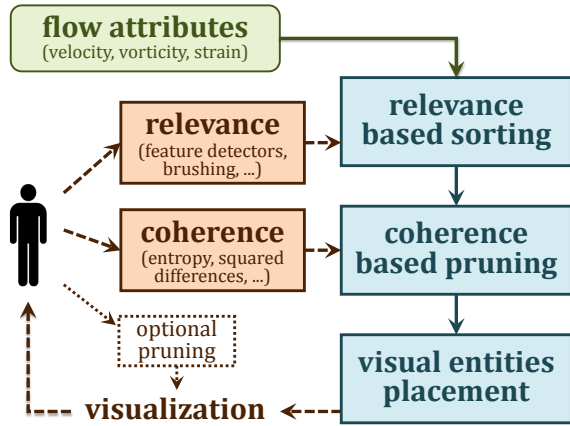 flow attributes
(velocity, vorticity, strain)
relevance
(feature detectors,
brushing, ...)
relevance
based sorting
coherence
(entropy, squared
differences, ...)
coherence
based pruning
optional
pruning
visual entities
placement
visualization